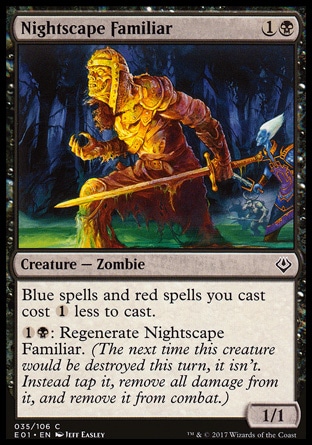 Nightscape Familiar 1
Creature — Zombie
Blue spells and red spells you cast
cost 1 less to cast.
1 : Regenerate Nightscape
Familiar. (The next time this creature
would be destroyed this turn, it isn't.
Instead tap it, remove all damage from
it, and remove it from combat.)
1/1
035/106 C
E01 • EN JEFF EASLEY ™ & © 2017 Wizards of the Coast